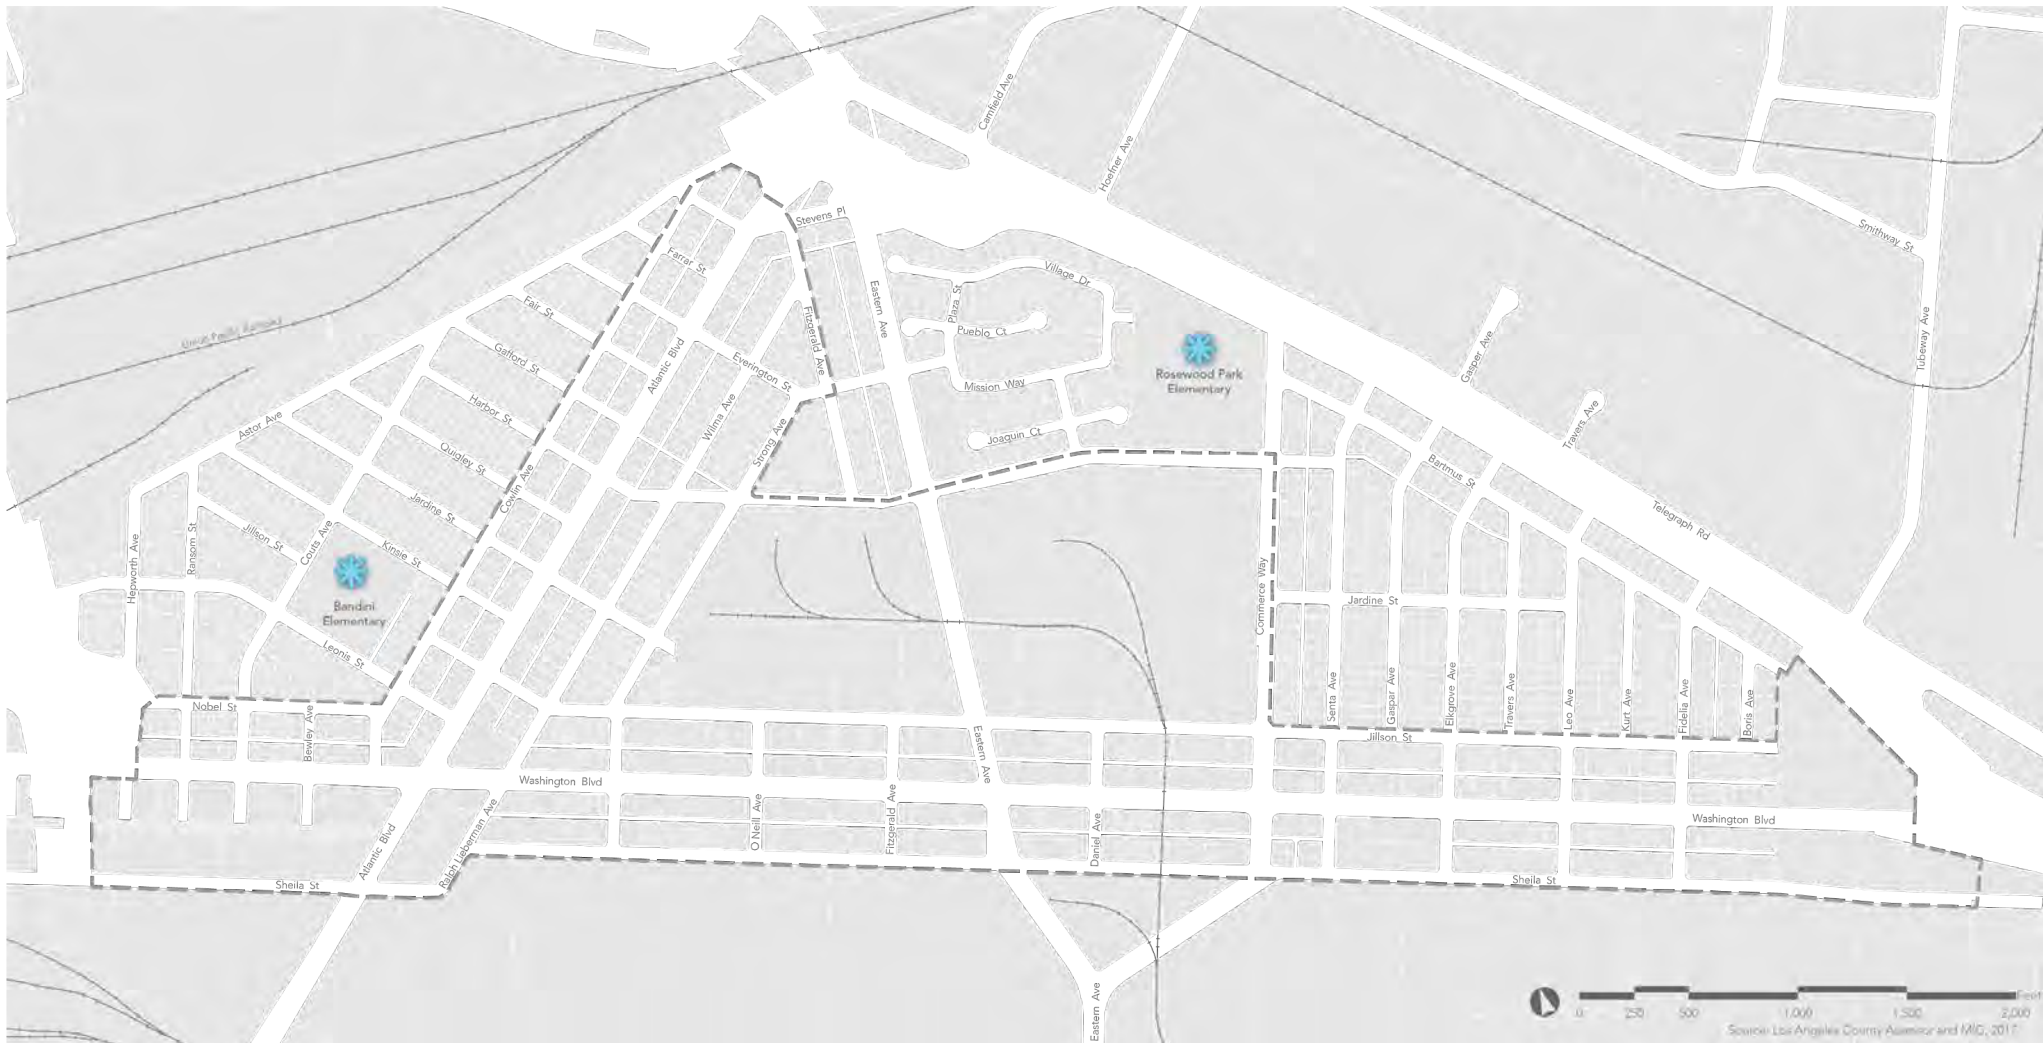 Camfield Ave
Hoefner Ave
Stevens Pl
Smithway St
Farrar St
Village Dr
Eastern Ave
Plaza St
Fair St
Union Pacific Railroad
Fitzgerald Ave
Pueblo Ct
Tubeway Ave
Gafford St
Atlantic Blvd
Everington St
Gasper Ave
Rosewood Park
Elementary
Mission Way
Harbor St
Wilma Ave
Astor Ave
Travers Ave
Strong Ave
Joaquin Ct
Quigley St
Cowlin Ave
Bartmus St
Jardine St
Telegraph Rd
Jillson St
Couts Ave
Ransom St
Hepworth Ave
Kinsie St
Bandini
Elementary
Commerce Way
Jardine St
Leonis St
Nobel St
Bewley Ave
Senta Ave
Gaspar Ave
Elkgrove Ave
Travers Ave
Leo Ave
Kurt Ave
Fidelia Ave
Boris Ave
Jillson St
Eastern Ave
Washington Blvd
Washington Blvd
Atlantic Blvd
Ralph Lieberman Ave
O'Neill Ave
Fitzgerald Ave
Daniel Ave
Sheila St
Sheila St
Eastern Ave
Feet
0 250 500 1,000 1,500 2,000
Source: Los Angeles County Assessor and MIG, 2017